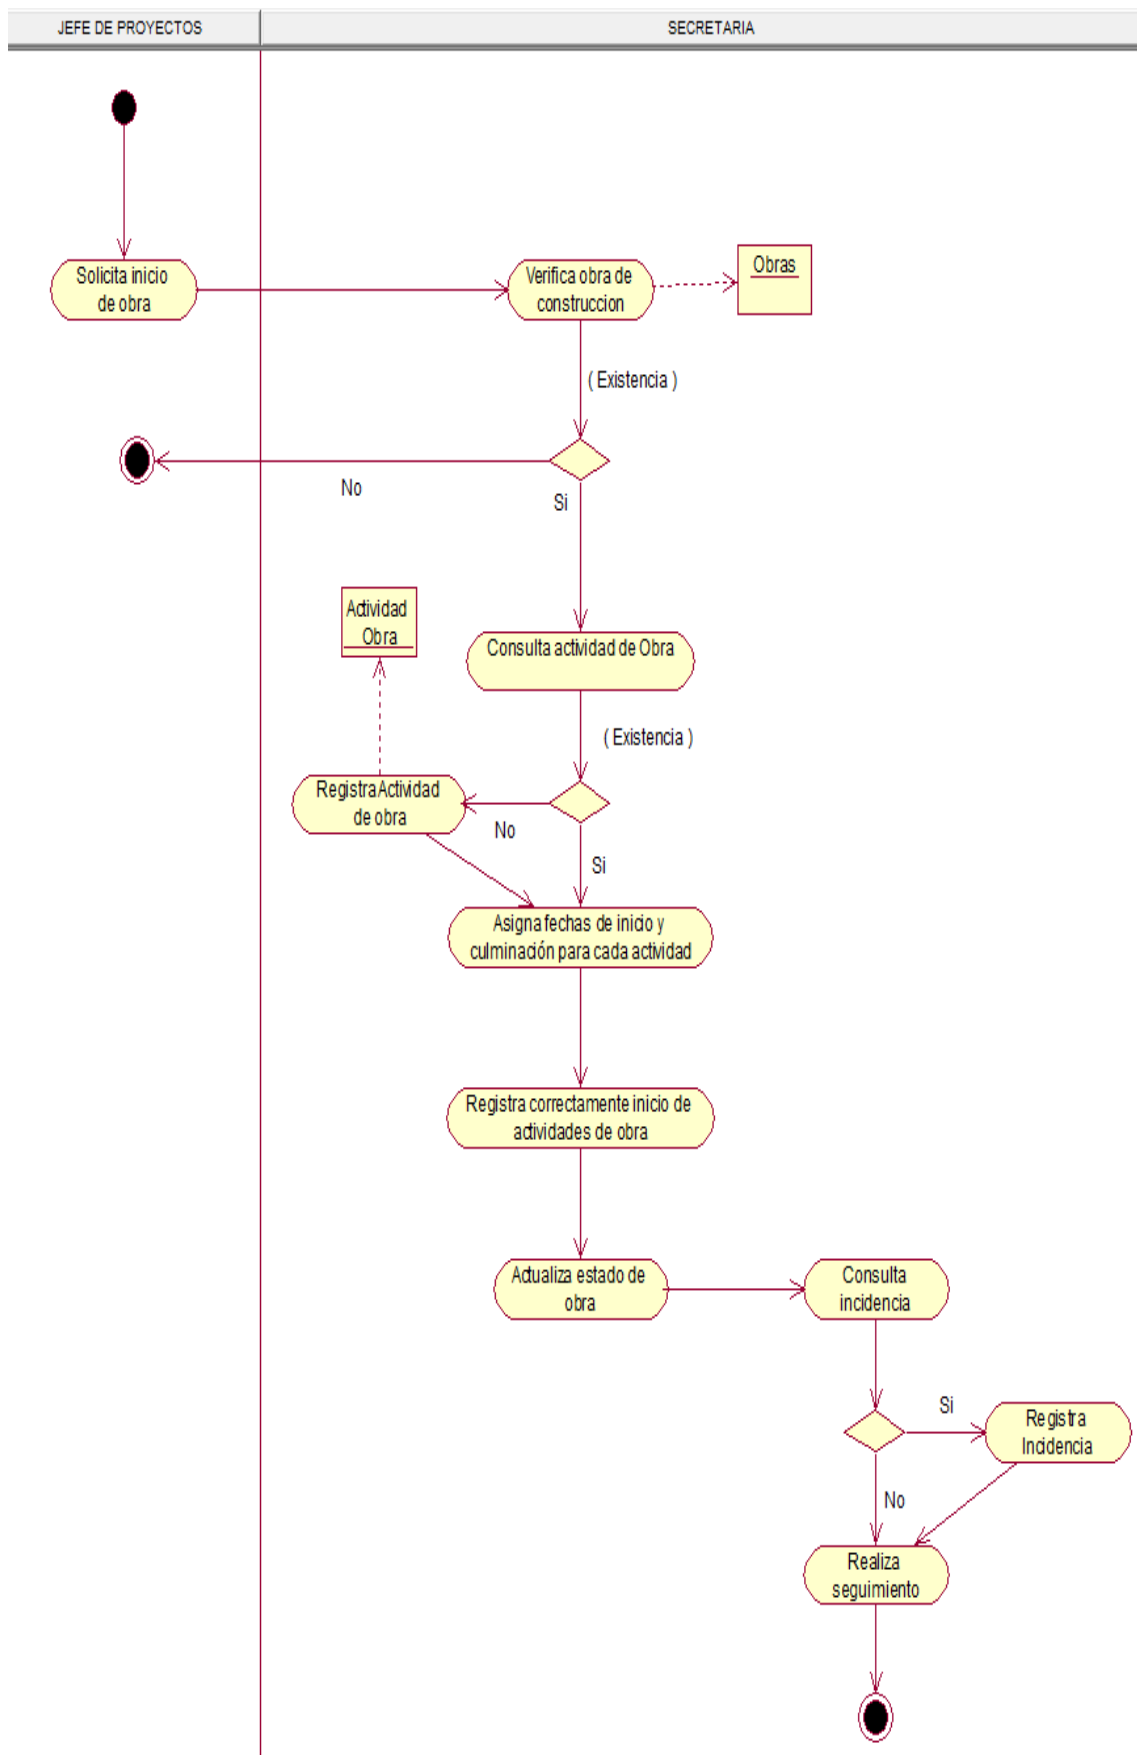 JEFE DE PROYECTOS
SECRETARIA
Solicita inicio
de obra
Verifica obra de
construccion
Obras
( Existencia )
No
Si
Actividad
Obra
Consulta actividad de Obra
( Existencia )
Registra Actividad
de obra
No
Si
Asigna fechas de inicio y
culminación para cada actividad
Registra correctamente inicio de
actividades de obra
Actualiza estado de
obra
Consulta
incidencia
Si
Registra
Incidencia
No
Realiza
seguimiento